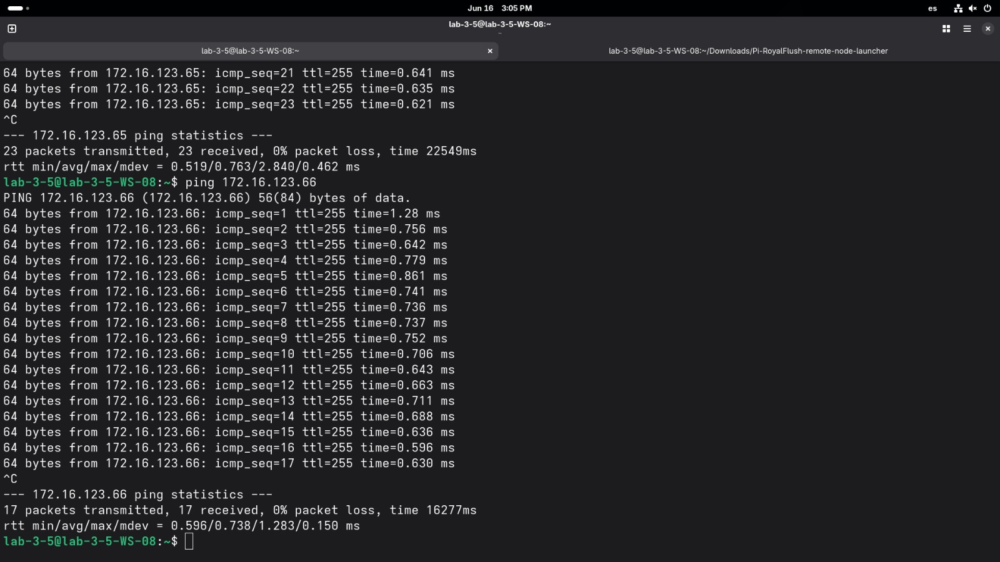 Jun 16 3:05 PM
es
lab-3-5@lab-3-5-WS-08:~
~
lab-3-5@lab-3-5-WS-08:~
lab-3-5@lab-3-5-WS-08:~/Downloads/Pi-RoyalFlush-remote-node-launcher
64 bytes from 172.16.123.65: icmp_seq=21 ttl=255 time=0.641 ms
64 bytes from 172.16.123.65: icmp_seq=22 ttl=255 time=0.635 ms
64 bytes from 172.16.123.65: icmp_seq=23 ttl=255 time=0.621 ms
^C
--- 172.16.123.65 ping statistics ---
23 packets transmitted, 23 received, 0% packet loss, time 22549ms
rtt min/avg/max/mdev = 0.519/0.763/2.840/0.462 ms
lab-3-5@lab-3-5-WS-08:~$ ping 172.16.123.66
PING 172.16.123.66 (172.16.123.66) 56(84) bytes of data.
64 bytes from 172.16.123.66: icmp_seq=1 ttl=255 time=1.28 ms
64 bytes from 172.16.123.66: icmp_seq=2 ttl=255 time=0.756 ms
64 bytes from 172.16.123.66: icmp_seq=3 ttl=255 time=0.642 ms
64 bytes from 172.16.123.66: icmp_seq=4 ttl=255 time=0.779 ms
64 bytes from 172.16.123.66: icmp_seq=5 ttl=255 time=0.861 ms
64 bytes from 172.16.123.66: icmp_seq=6 ttl=255 time=0.741 ms
64 bytes from 172.16.123.66: icmp_seq=7 ttl=255 time=0.736 ms
64 bytes from 172.16.123.66: icmp_seq=8 ttl=255 time=0.737 ms
64 bytes from 172.16.123.66: icmp_seq=9 ttl=255 time=0.752 ms
64 bytes from 172.16.123.66: icmp_seq=10 ttl=255 time=0.706 ms
64 bytes from 172.16.123.66: icmp_seq=11 ttl=255 time=0.643 ms
64 bytes from 172.16.123.66: icmp_seq=12 ttl=255 time=0.663 ms
64 bytes from 172.16.123.66: icmp_seq=13 ttl=255 time=0.711 ms
64 bytes from 172.16.123.66: icmp_seq=14 ttl=255 time=0.688 ms
64 bytes from 172.16.123.66: icmp_seq=15 ttl=255 time=0.636 ms
64 bytes from 172.16.123.66: icmp_seq=16 ttl=255 time=0.596 ms
64 bytes from 172.16.123.66: icmp_seq=17 ttl=255 time=0.630 ms
^C
--- 172.16.123.66 ping statistics ---
17 packets transmitted, 17 received, 0% packet loss, time 16277ms
rtt min/avg/max/mdev = 0.596/0.738/1.283/0.150 ms
lab-3-5@lab-3-5-WS-08:~$